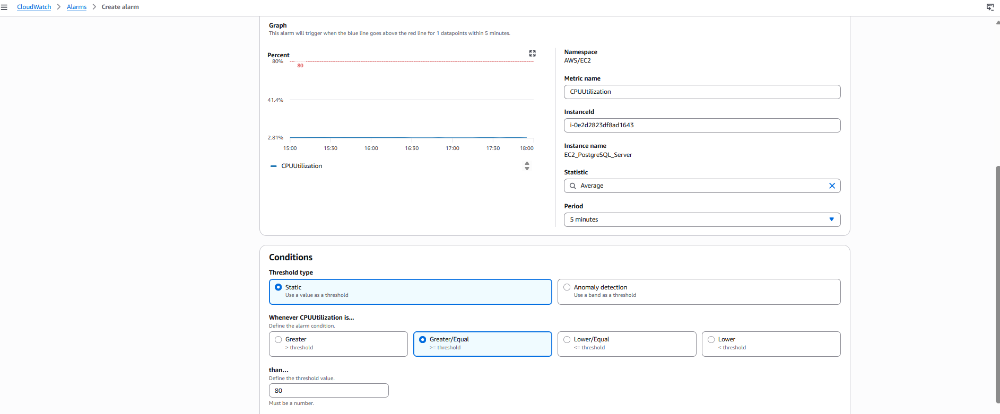 CloudWatch > Alarms > Create alarm
Graph
This alarm will trigger when the blue line goes above the red line for 1 datapoints within 5 minutes.
Percent
80%
80
41.4%
2.81%
15:00 15:30 16:00 16:30 17:00 17:30 18:00
CPUUtilization
Namespace
AWS/EC2
Metric name
CPUUtilization
InstanceId
i-0e2d2823df8ad1643
Instance name
EC2_PostgreSQL_Server
Statistic
Average
Period
5 minutes
Conditions
Threshold type
Static
Use a value as a threshold
Anomaly detection
Use a band as a threshold
Whenever CPUUtilization is...
Define the alarm condition.
Greater
> threshold
Greater/Equal
>= threshold
Lower/Equal
<= threshold
Lower
< threshold
than...
Define the threshold value.
80
Must be a number.